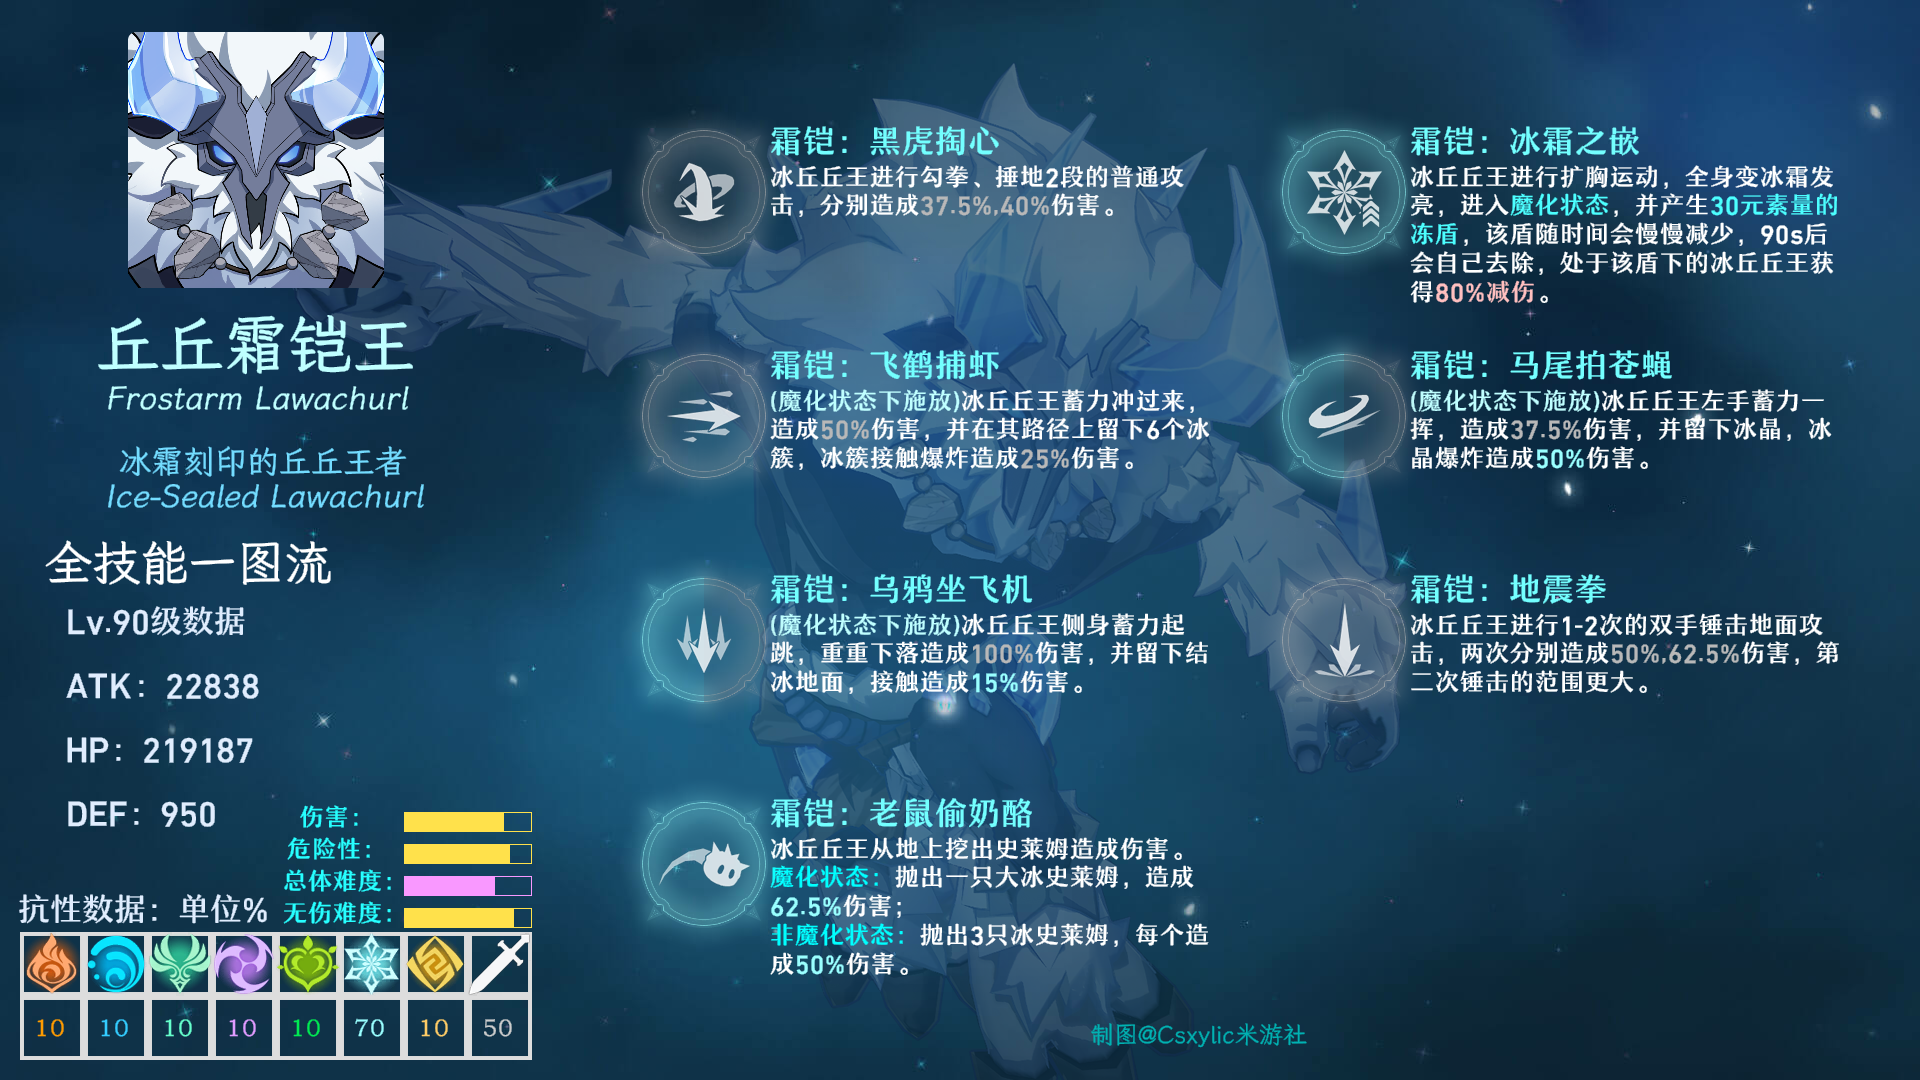 丘丘霜铠王
Frostarm Lawachurl
冰霜刻印的丘丘王者
Ice-Sealed Lawachurl
全技能一图流
Lv.90级数据
ATK：22838
HP：219187
DEF：950
伤害：
危险性：
总体难度：
无伤难度：
抗性数据：单位%
10 10 10 10 10 70 10 50
霜铠：黑虎掏心
冰丘丘王进行勾拳、捶地2段的普通攻
击，分别造成37.5%,40%伤害。
霜铠：飞鹤捕虾
(魔化状态下施放)冰丘丘王蓄力冲过来，
造成50%伤害，并在其路径上留下6个冰
簇，冰簇接触爆炸造成25%伤害。
霜铠：乌鸦坐飞机
(魔化状态下施放)冰丘丘王侧身蓄力起
跳，重重下落造成100%伤害，并留下结
冰地面，接触造成15%伤害。
霜铠：老鼠偷奶酪
冰丘丘王从地上挖出史莱姆造成伤害。
魔化状态：抛出一只大冰史莱姆，造成
62.5%伤害；
非魔化状态：抛出3只冰史莱姆，每个造
成50%伤害。
霜铠：冰霜之嵌
冰丘丘王进行扩胸运动，全身变冰霜发
亮，进入魔化状态，并产生30元素量的
冻盾，该盾随时间会慢慢减少，90s后
会自己去除，处于该盾下的冰丘丘王获
得80%减伤。
霜铠：马尾拍苍蝇
(魔化状态下施放)冰丘丘王左手蓄力一
挥，造成37.5%伤害，并留下冰晶，冰
晶爆炸造成50%伤害。
霜铠：地震拳
冰丘丘王进行1-2次的双手锤击地面攻
击，两次分别造成50%,62.5%伤害，第
二次锤击的范围更大。
制图@Csxylic米游社